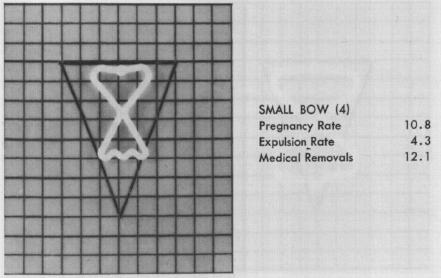 SMALL BOW (4)
Pregnancy Rate 10.8
Expulsion Rate 4.3
Medical Removals 12.1